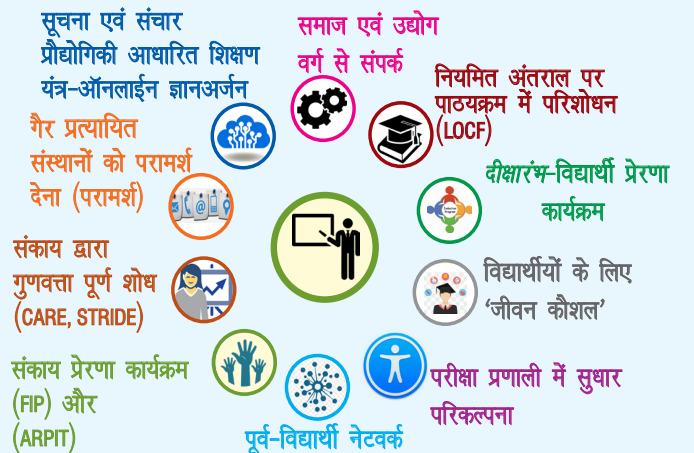 सूचना एवं संचार
प्रौद्योगिकी आधारित शिक्षण
यंत्र-ऑनलाईन ज्ञानअर्जन
समाज एवं उद्योग
वर्ग से संपर्क
नियमित अंतराल पर
पाठयक्रम में परिशोधन
(LOCF)
दीक्षारंभ-विद्यार्थी प्रेरणा
कार्यक्रम
विद्यार्थीयों के लिए
‘जीवन कौशल’
परीक्षा प्रणाली में सुधार
परिकल्पना
पूर्व-विद्यार्थी नेटवर्क
संकाय प्रेरणा कार्यक्रम
(FIP) और
(ARPIT)
संकाय द्वारा
गुणवत्ता पूर्ण शोध
(CARE, STRIDE)
गैर प्रत्यायित
संस्थानों को परामर्श
देना (परामर्श)